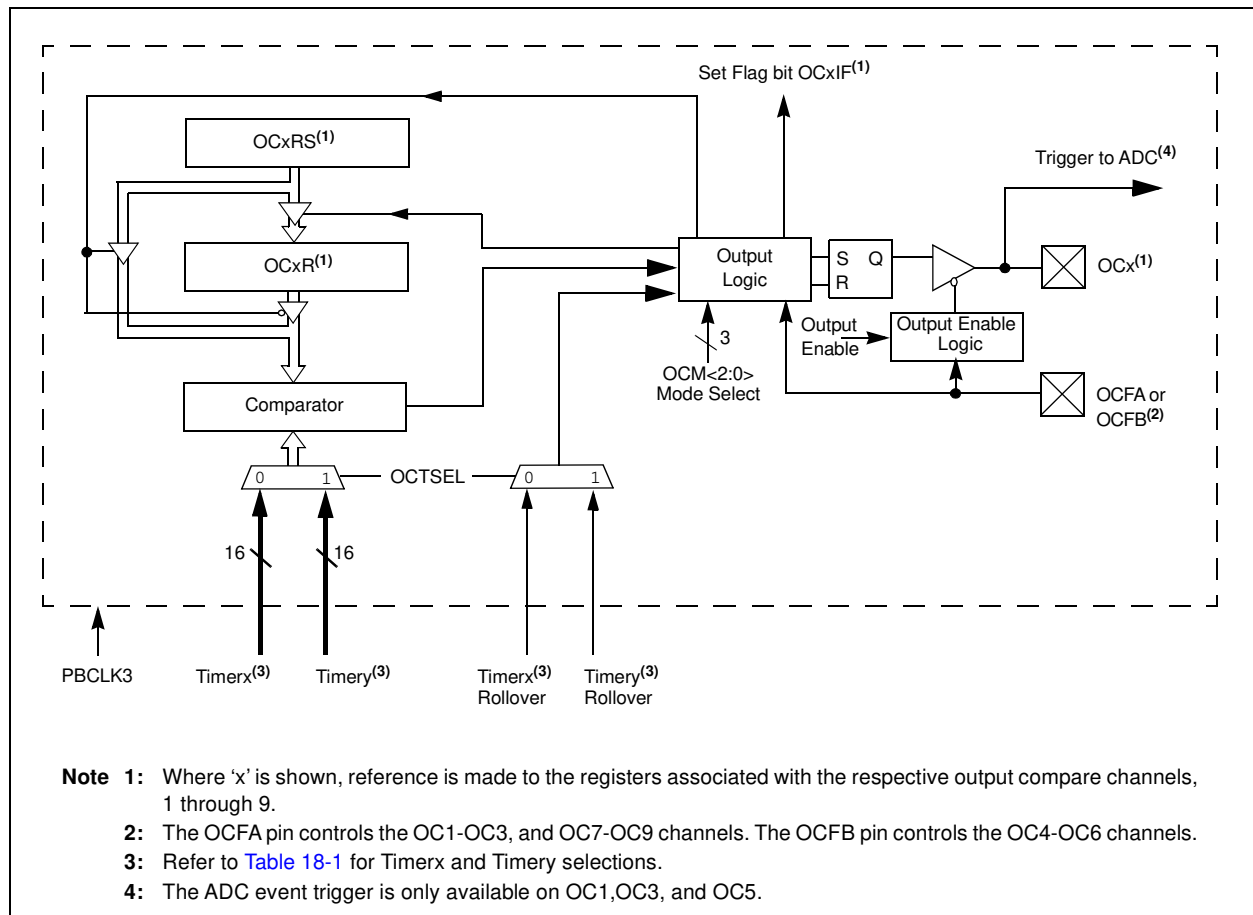 Set Flag bit OCxIF(1)
OCxRS(1)
Trigger to ADC(4)
OCxR(1)
Output
Logic
S Q
R
OCx(1)
3
Output
Enable
Output Enable
Logic
OCM<2:0>
Mode Select
Comparator
OCFA or
OCFB(2)
0 1
OCTSEL
0 1
16
16
PBCLK3
Timerx(3)
Timery(3)
Timerx(3)
Rollover
Timery(3)
Rollover
Note 1: Where ‘x’ is shown, reference is made to the registers associated with the respective output compare channels,
1 through 9.
2: The OCFA pin controls the OC1-OC3, and OC7-OC9 channels. The OCFB pin controls the OC4-OC6 channels.
3: Refer to Table 18-1 for Timerx and Timery selections.
4: The ADC event trigger is only available on OC1,OC3, and OC5.